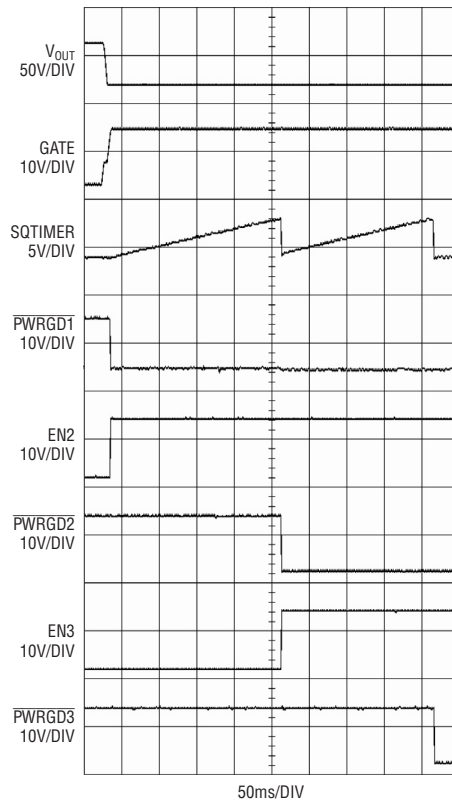 VOUT
50V/DIV
GATE
10V/DIV
SQTIMER
5V/DIV
PWRGD1
10V/DIV
EN2
10V/DIV
PWRGD2
10V/DIV
EN3
10V/DIV
PWRGD3
10V/DIV
50ms/DIV